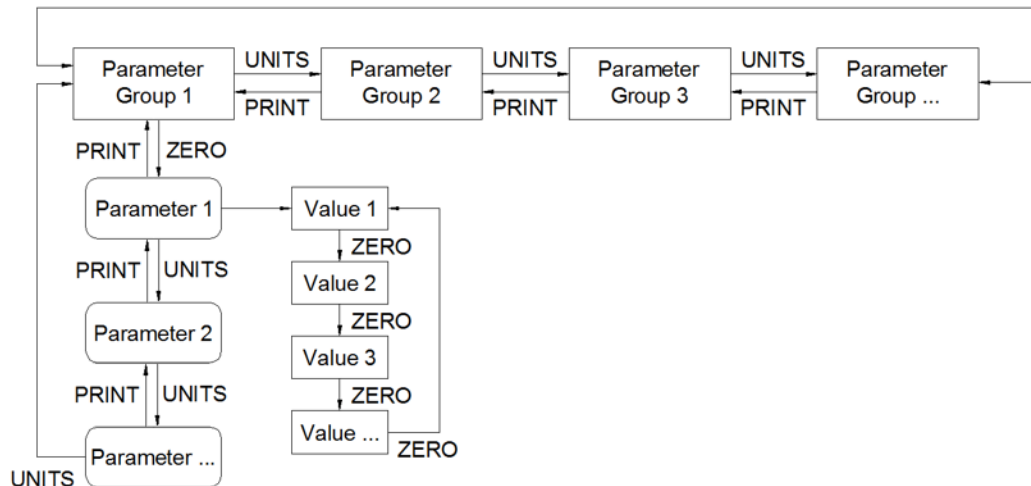 UNITS
UNITS
UNITS
Parameter
Group 1
Parameter
Group 2
Parameter
Group 3
Parameter
Group ...
PRINT
PRINT
PRINT
PRINT
ZERO
Parameter 1
Value 1
ZERO
PRINT
UNITS
Value 2
ZERO
Parameter 2
Value 3
PRINT
UNITS
ZERO
Value ...
ZERO
Parameter ...
UNITS